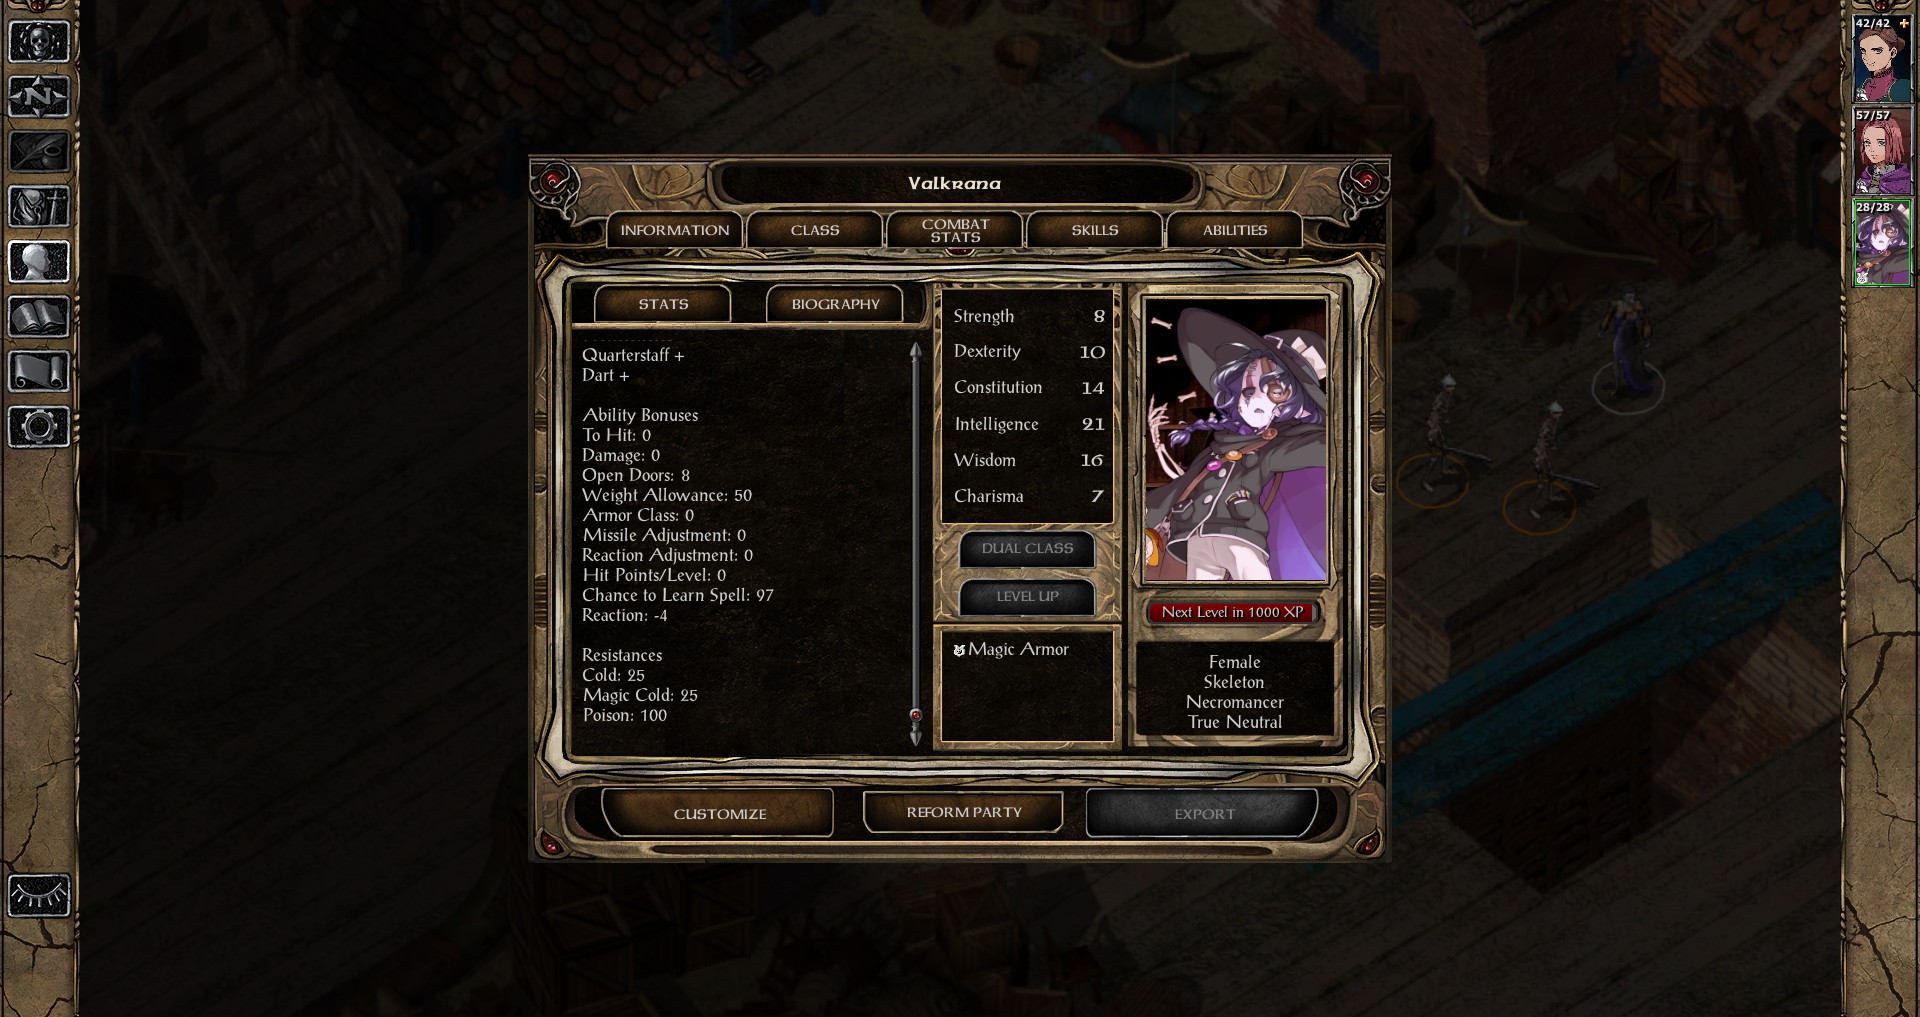 Valkrana
INFORMATION
CLASS
COMBAT
STATS
SKILLS
ABILITIES
STATS
BIOGRAPHY
Quarterstaff +
Dart +
Ability Bonuses
To Hit: 0
Damage: 0
Open Doors: 8
Weight Allowance: 50
Armor Class: 0
Missile Adjustment: 0
Reaction Adjustment: 0
Hit Points/Level: 0
Chance to Learn Spell: 97
Reaction: -4
Resistances
Cold: 25
Magic Cold: 25
Poison: 100
Strength 8
Dexterity 10
Constitution 14
Intelligence 21
Wisdom 16
Charisma 7
DUAL CLASS
LEVEL UP
Magic Armor
Next Level in 1000 XP
Female
Skeleton
Necromancer
True Neutral
CUSTOMIZE
REFORM PARTY
EXPORT
N
42/42 +
57/57
28/28